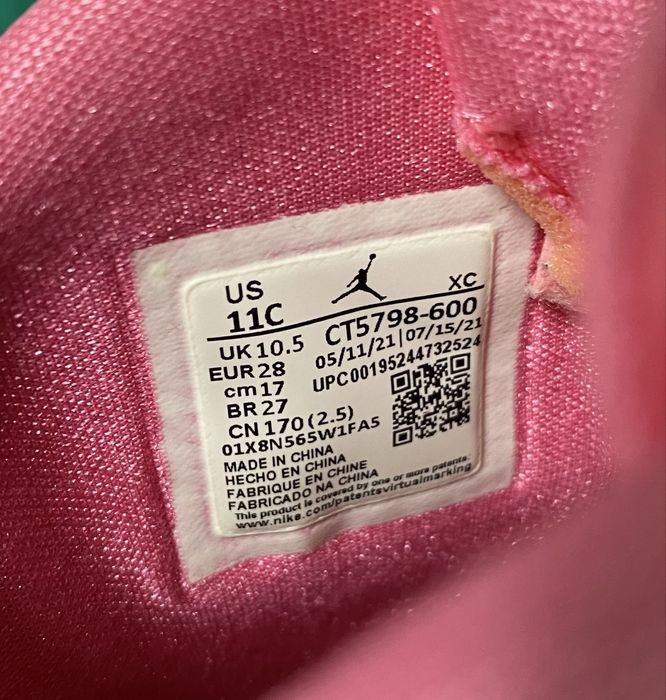 US
XC
11C
CT5798-600
UK 10.5
05/11/21|07/15/21
EUR 28
UPC00195244732524
cm 17
BR 27
CN 170 (2.5)
01X8N565W1FA5
MADE IN CHINA
HECHO EN CHINA
FABRIQUE EN CHINE
FABRICADO NA CHINA
This product is covered by one or more patents.
www.nike.com/patentsvirtualmarking